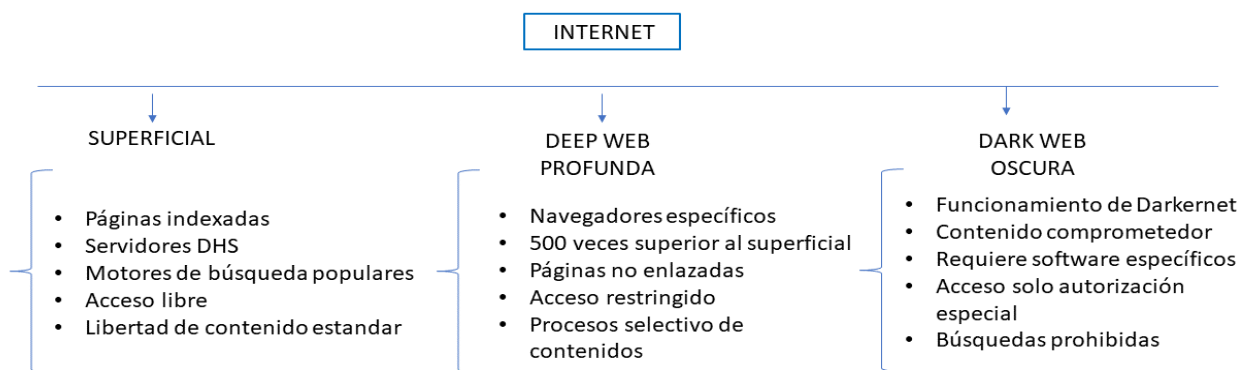 INTERNET
SUPERFICIAL
• Páginas indexadas
• Servidores DHS
• Motores de búsqueda populares
• Acceso libre
• Libertad de contenido estandar
DEEP WEB
PROFUNDA
• Navegadores específicos
• 500 veces superior al superficial
• Páginas no enlazadas
• Acceso restringido
• Procesos selectivo de
contenidos
DARK WEB
OSCURA
• Funcionamiento de Darkernet
• Contenido comprometedor
• Requiere software específicos
• Acceso solo autorización
especial
• Búsquedas prohibidas